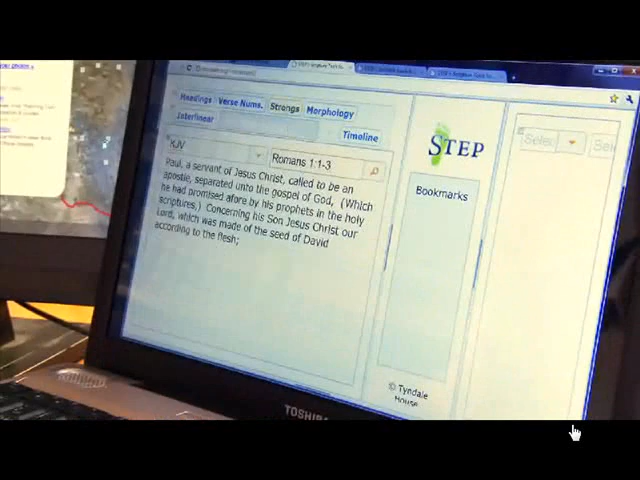 Headings Verse Nums. Strongs Morphology
Interlinear
Timeline
KJV
Romans 1:1-3
Paul, a servant of Jesus Christ, called to be an
apostle, separated unto the gospel of God, (Which
he had promised afore by his prophets in the holy
scriptures,) Concerning his Son Jesus Christ our
Lord, which was made of the seed of David
according to the flesh;
STEP
Bookmarks
© Tyndale
House
Selec
Selec
TOSHIBA